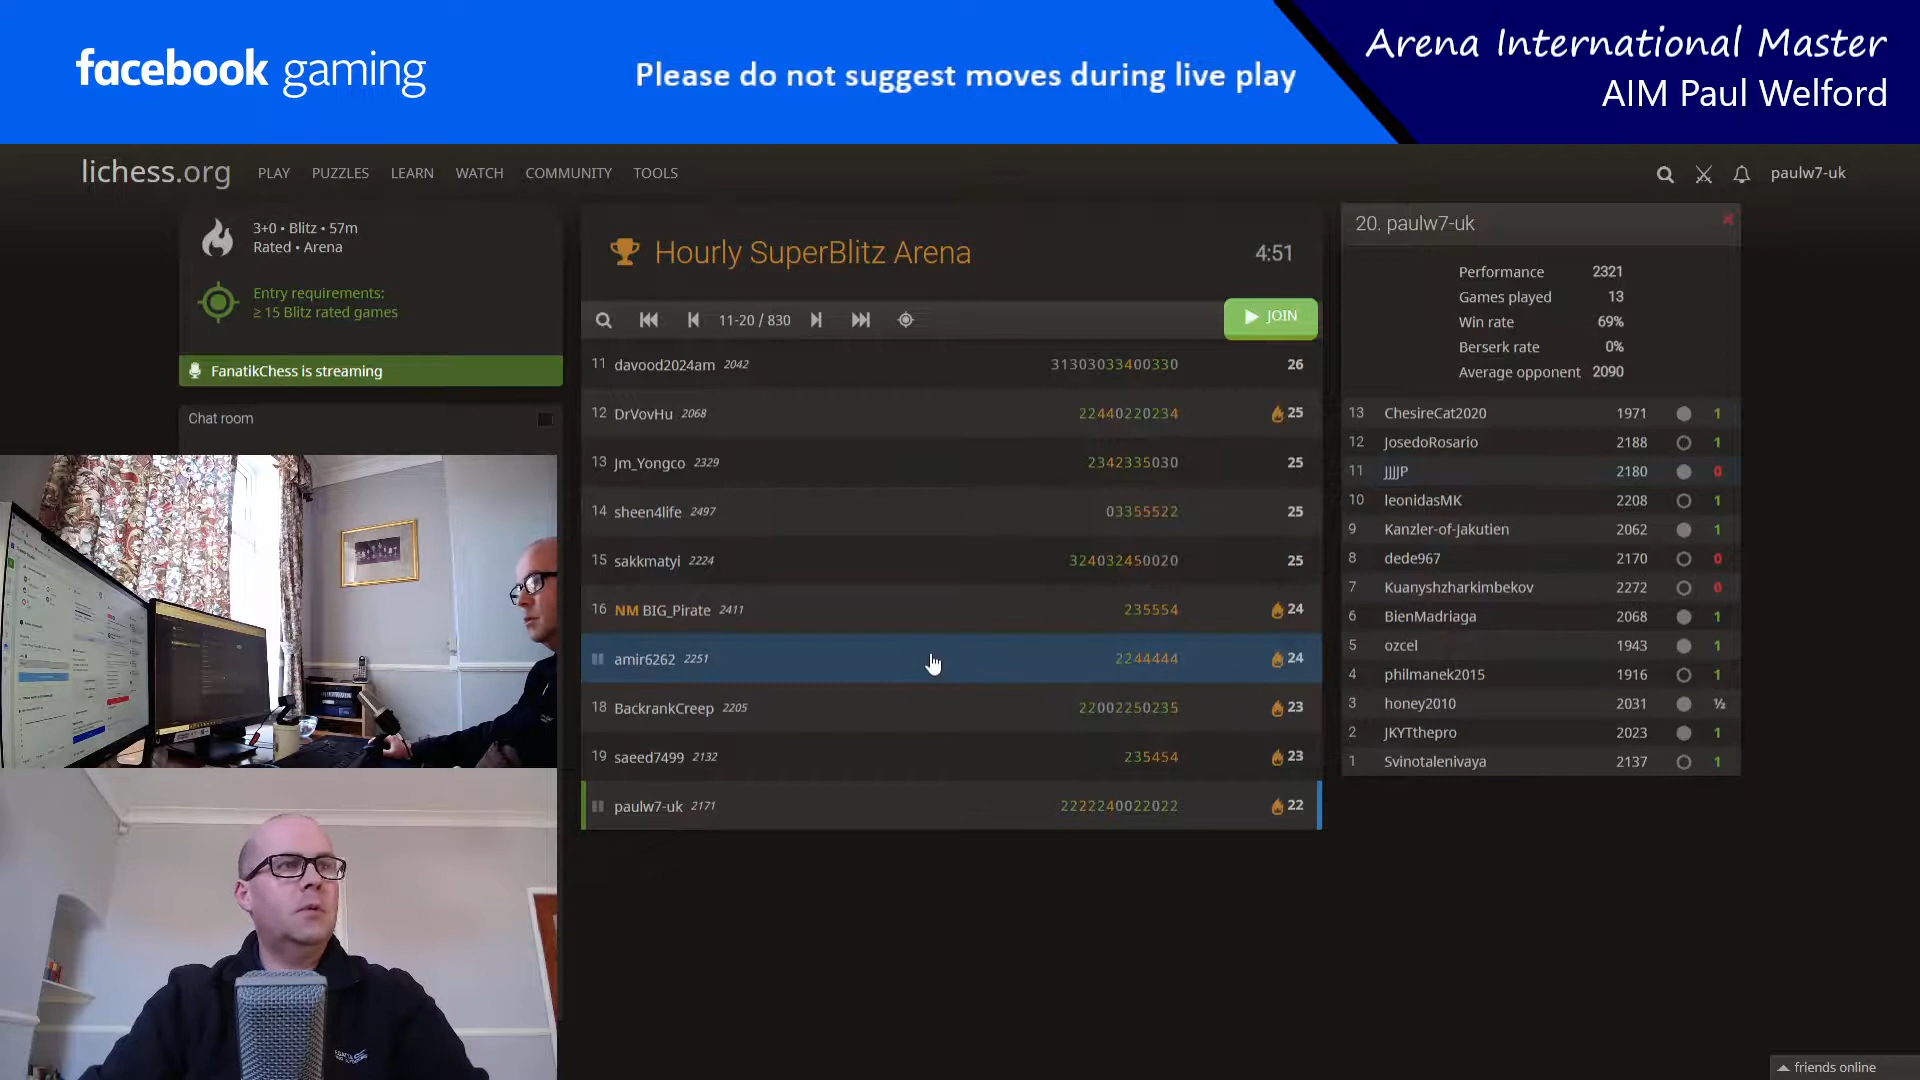 facebook gaming
Please do not suggest moves during live play
Arena International Master
AIM Paul Welford
lichess.org
PLAY
PUZZLES
LEARN
WATCH
COMMUNITY
TOOLS
paulw7-uk
3+0 • Blitz • 57m
Rated • Arena
Entry requirements:
≥ 15 Blitz rated games
FanatikChess is streaming
Chat room
Hourly SuperBlitz Arena
4:51
11-20 / 830
JOIN
11 davood2024am 2042 31303033400330 26
12 DrVovHu 2068 22440220234 25
13 Jm_Yongco 2329 2342335030 25
14 sheen4life 2497 03355522 25
15 sakkmatyi 2224 324032450020 25
16 NM BIG_Pirate 2411 235554 24
amir6262 2251 2244444 24
18 BackrankCreep 2205 22002250235 23
19 saeed7499 2132 235454 23
paulw7-uk 2171 2222240022022 22
20. paulw7-uk
Performance 2321
Games played 13
Win rate 69%
Berserk rate 0%
Average opponent 2090
13 ChesireCat2020 1971 1
12 JosedoRosario 2188 1
11 JJJJP 2180 0
10 leonidasMK 2208 1
9 Kanzler-of-Jakutien 2062 1
8 dede967 2170 0
7 Kuanyshzharkimbekov 2272 0
6 BienMadriaga 2068 1
5 ozcel 1943 1
4 philmanek2015 1916 1
3 honey2010 2031 ½
2 JKYTthepro 2023 1
1 Svinotalenivaya 2137 1
friends online